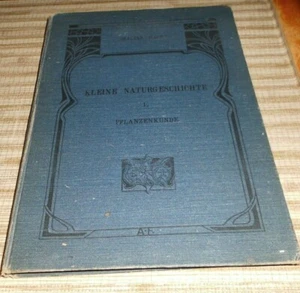 KLEINE NATURGESCHICHTE
I.
PFLANZENKUNDE